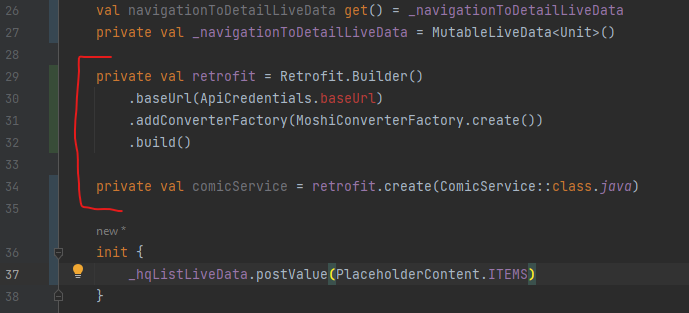 26 val navigationToDetailLiveData get() = _navigationToDetailLiveData
27 private val _navigationToDetailLiveData = MutableLiveData<Unit>()
28
29 private val retrofit = Retrofit.Builder()
30 .baseUrl(ApiCredentials.baseUrl)
31 .addConverterFactory(MoshiConverterFactory.create())
32 .build()
33
34 private val comicService = retrofit.create(ComicService::class.java)
35
new *
36 init {
37 _hqListLiveData.postValue(PlaceholderContent.ITEMS)
38 }